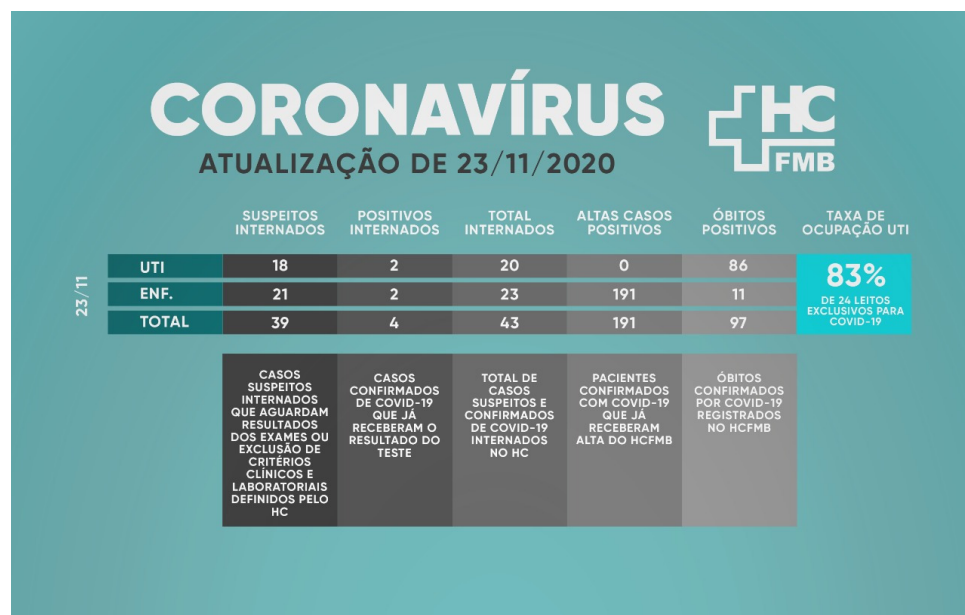 CORONAVÍRUS
ATUALIZAÇÃO DE 23/11/2020
HC
FMB
SUSPEITOS INTERNADOS
POSITIVOS INTERNADOS
TOTAL INTERNADOS
ALTAS CASOS POSITIVOS
ÓBITOS POSITIVOS
TAXA DE OCUPAÇÃO UTI
23/11
UTI 18 2 20 0 86
ENF. 21 2 23 191 11
TOTAL 39 4 43 191 97
83%
DE 24 LEITOS
EXCLUSIVOS PARA
COVID-19
CASOS
SUSPEITOS
INTERNADOS
QUE AGUARDAM
RESULTADOS
DOS EXAMES OU
EXCLUSÃO DE
CRITÉRIOS
CLÍNICOS E
LABORATORIAIS
DEFINIDOS PELO
HC
CASOS
CONFIRMADOS
DE COVID-19
QUE JÁ
RECEBERAM O
RESULTADO DO
TESTE
TOTAL DE
CASOS
SUSPEITOS E
CONFIRMADOS
DE COVID-19
INTERNADOS
NO HC
PACIENTES
CONFIRMADOS
COM COVID-19
QUE JÁ
RECEBERAM
ALTA DO HCFMB
ÓBITOS
CONFIRMADOS
POR COVID-19
REGISTRADOS
NO HCFMB